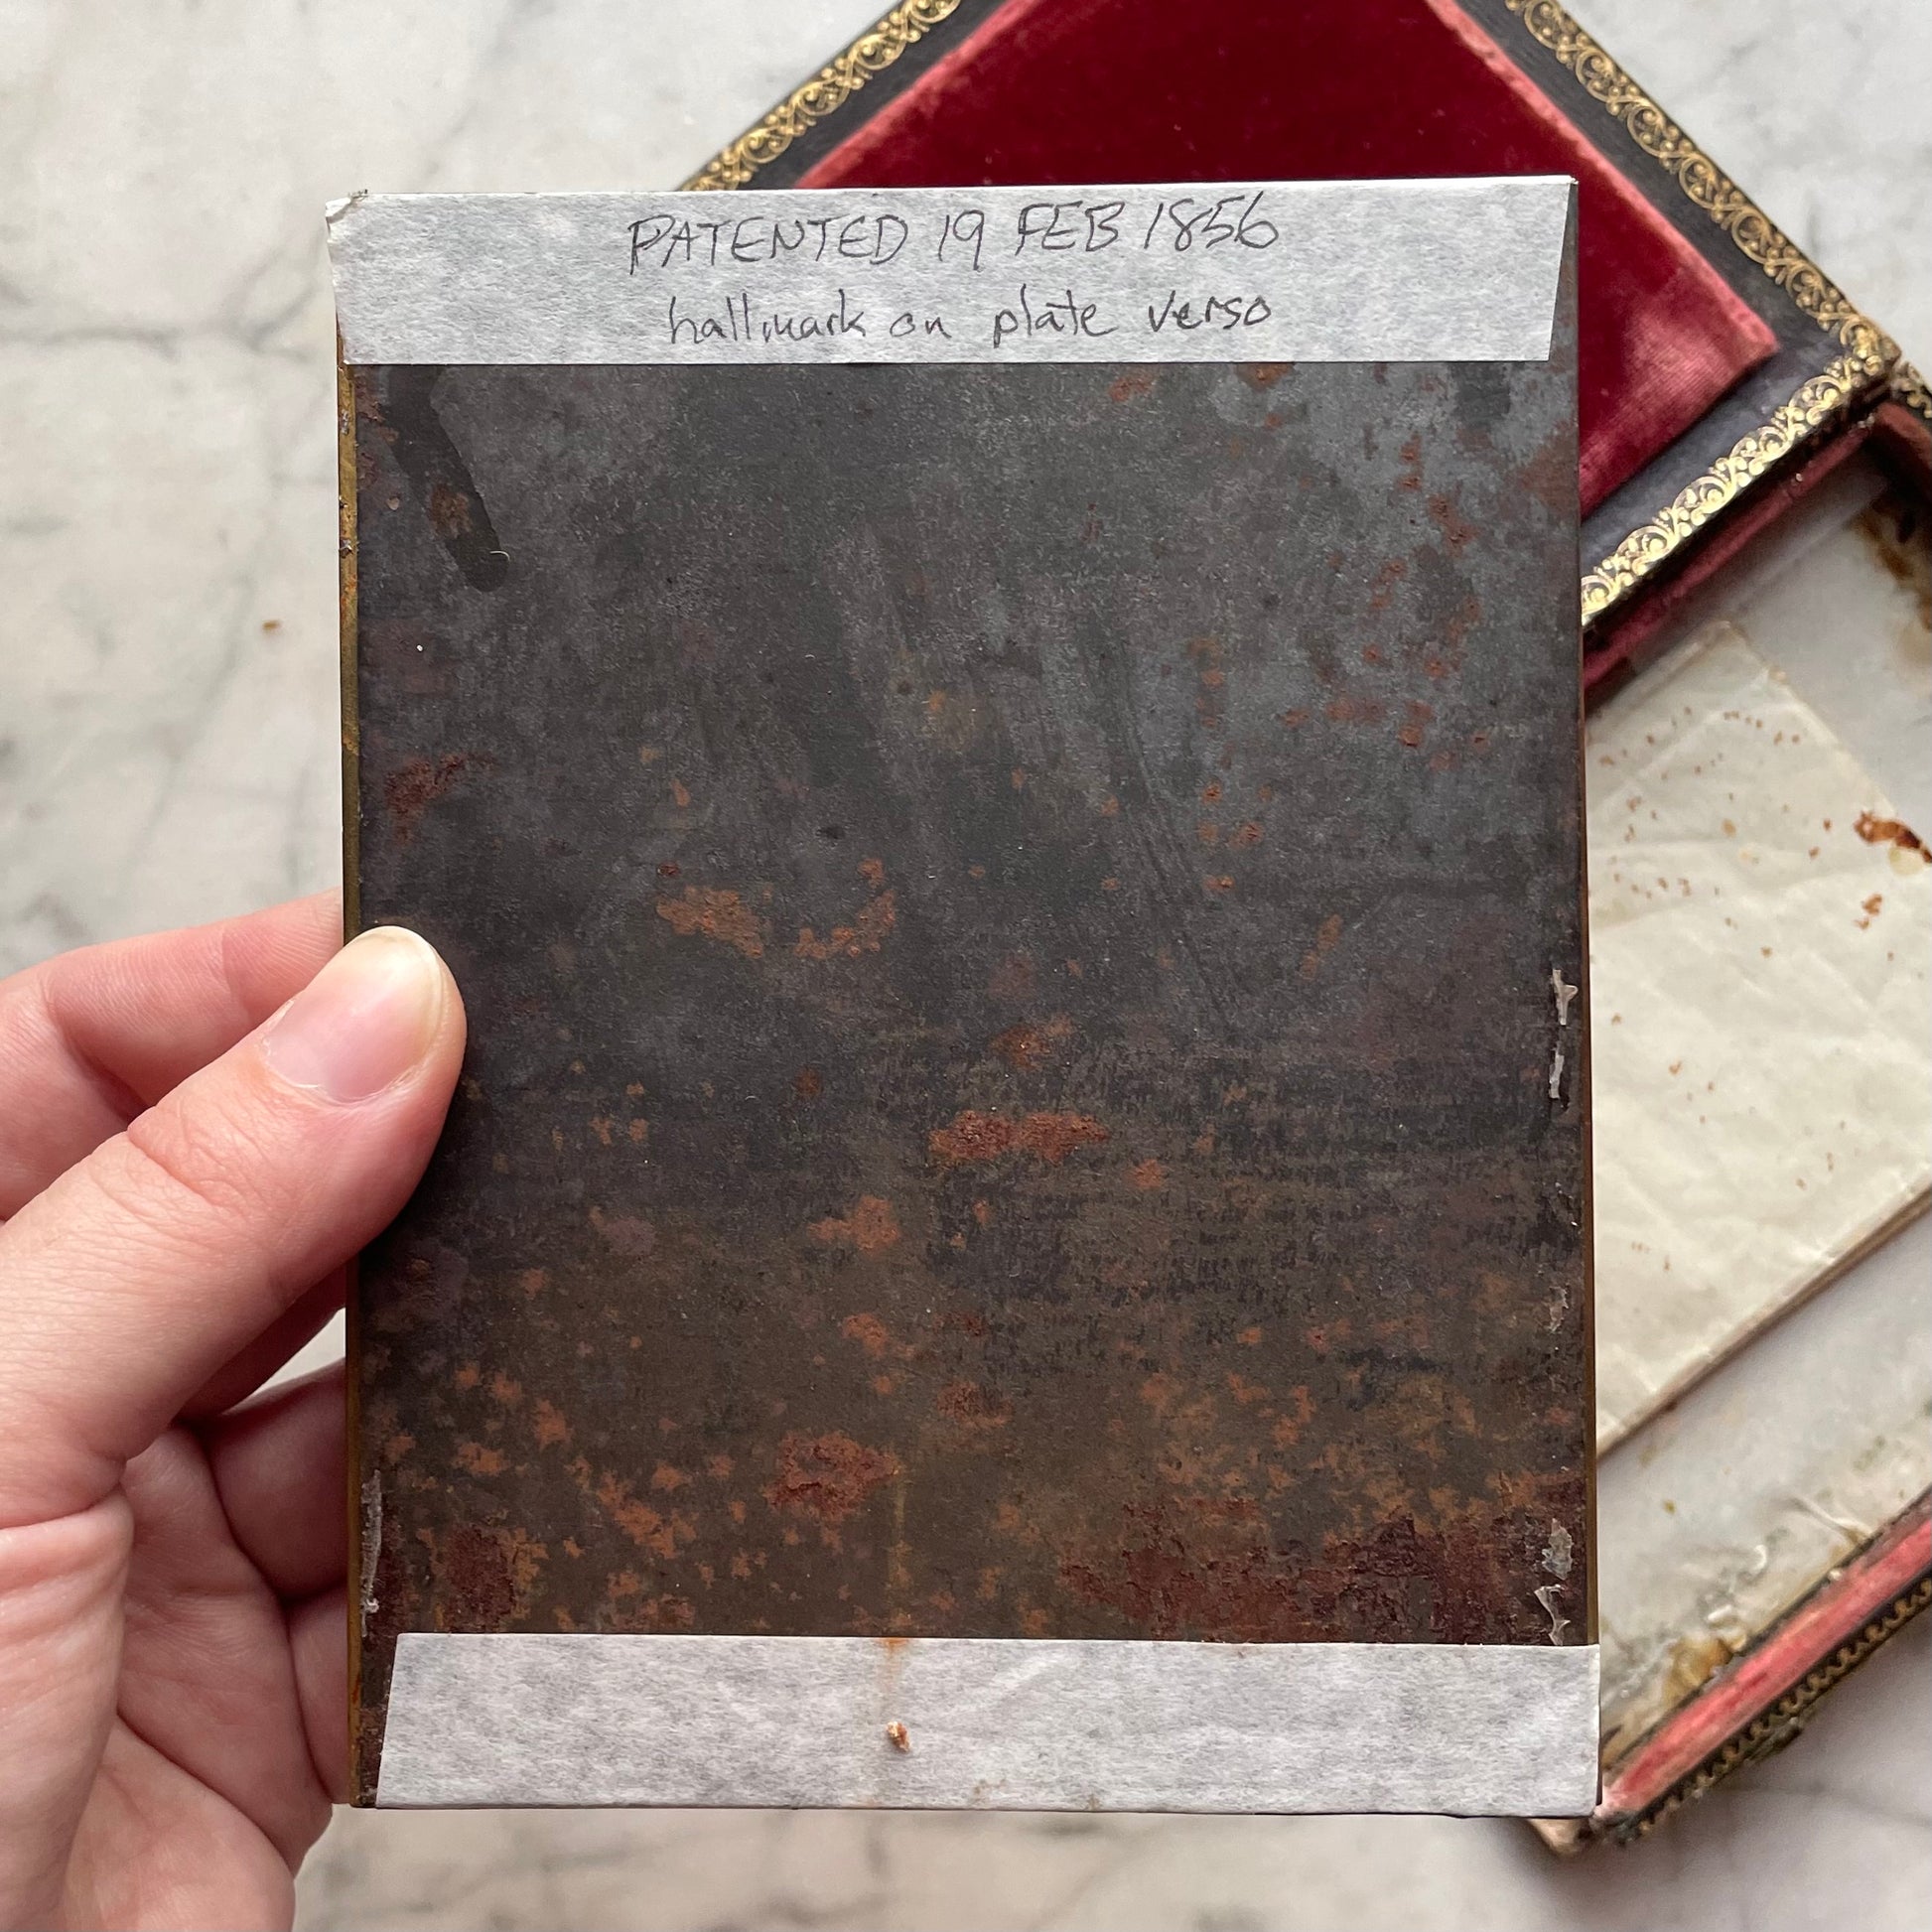 PATENTED 19 FEB 1856
hallmark on plate verso